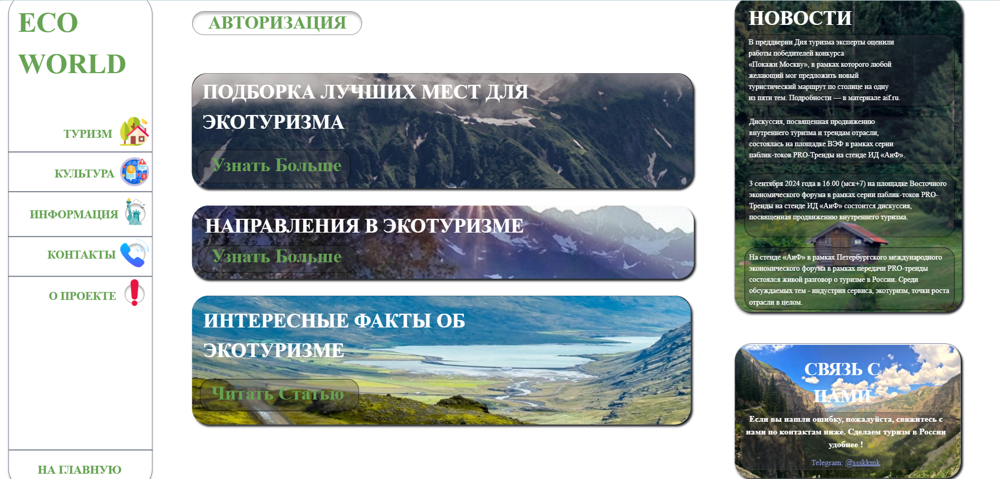 ECO
WORLD
ТУРИЗМ
КУЛЬТУРА
ИНФОРМАЦИЯ
КОНТАКТЫ
О ПРОЕКТЕ
НА ГЛАВНУЮ
АВТОРИЗАЦИЯ
ПОДБОРКА ЛУЧШИХ МЕСТ ДЛЯ
ЭКОТУРИЗМА
Узнать Больше
НАПРАВЛЕНИЯ В ЭКОТУРИЗМЕ
Узнать Больше
ИНТЕРЕСНЫЕ ФАКТЫ ОБ
ЭКОТУРИЗМЕ
Читать Статью
НОВОСТИ
В преддверии Дня туризма эксперты оценили
работы победителей конкурса
«Покажи Москву», в рамках которого любой
желающий мог предложить новый
туристический маршрут по столице на одну
из пяти тем. Подробности — в материале aif.ru.
Дискуссия, посвященная продвижению
внутреннего туризма и трендам отрасли,
состоялась на площадке ВЭФ в рамках серии
паблик-токов PRO-Тренды на стенде ИД «АиФ».
3 сентября 2024 года в 16.00 (мск+7) на площадке Восточного
экономического форума в рамках серии паблик-токов PRO-
Тренды на стенде ИД «АиФ» состоится дискуссия,
посвященная продвижению внутреннего туризма.
На стенде «АиФ» в рамках Петербургского международного
экономического форума в рамках передачи PRO-тренды
состоялся живой разговор о туризме в России. Среди
обсуждаемых тем - индустрия сервиса, экотуризм, точки роста
отрасли в целом.
СВЯЗЬ С
НАМИ
Если вы нашли ошибку, пожалуйста, свяжитесь с
нами по контактам ниже. Сделаем туризм в России
удобнее !
Telegram: @ssskkmk